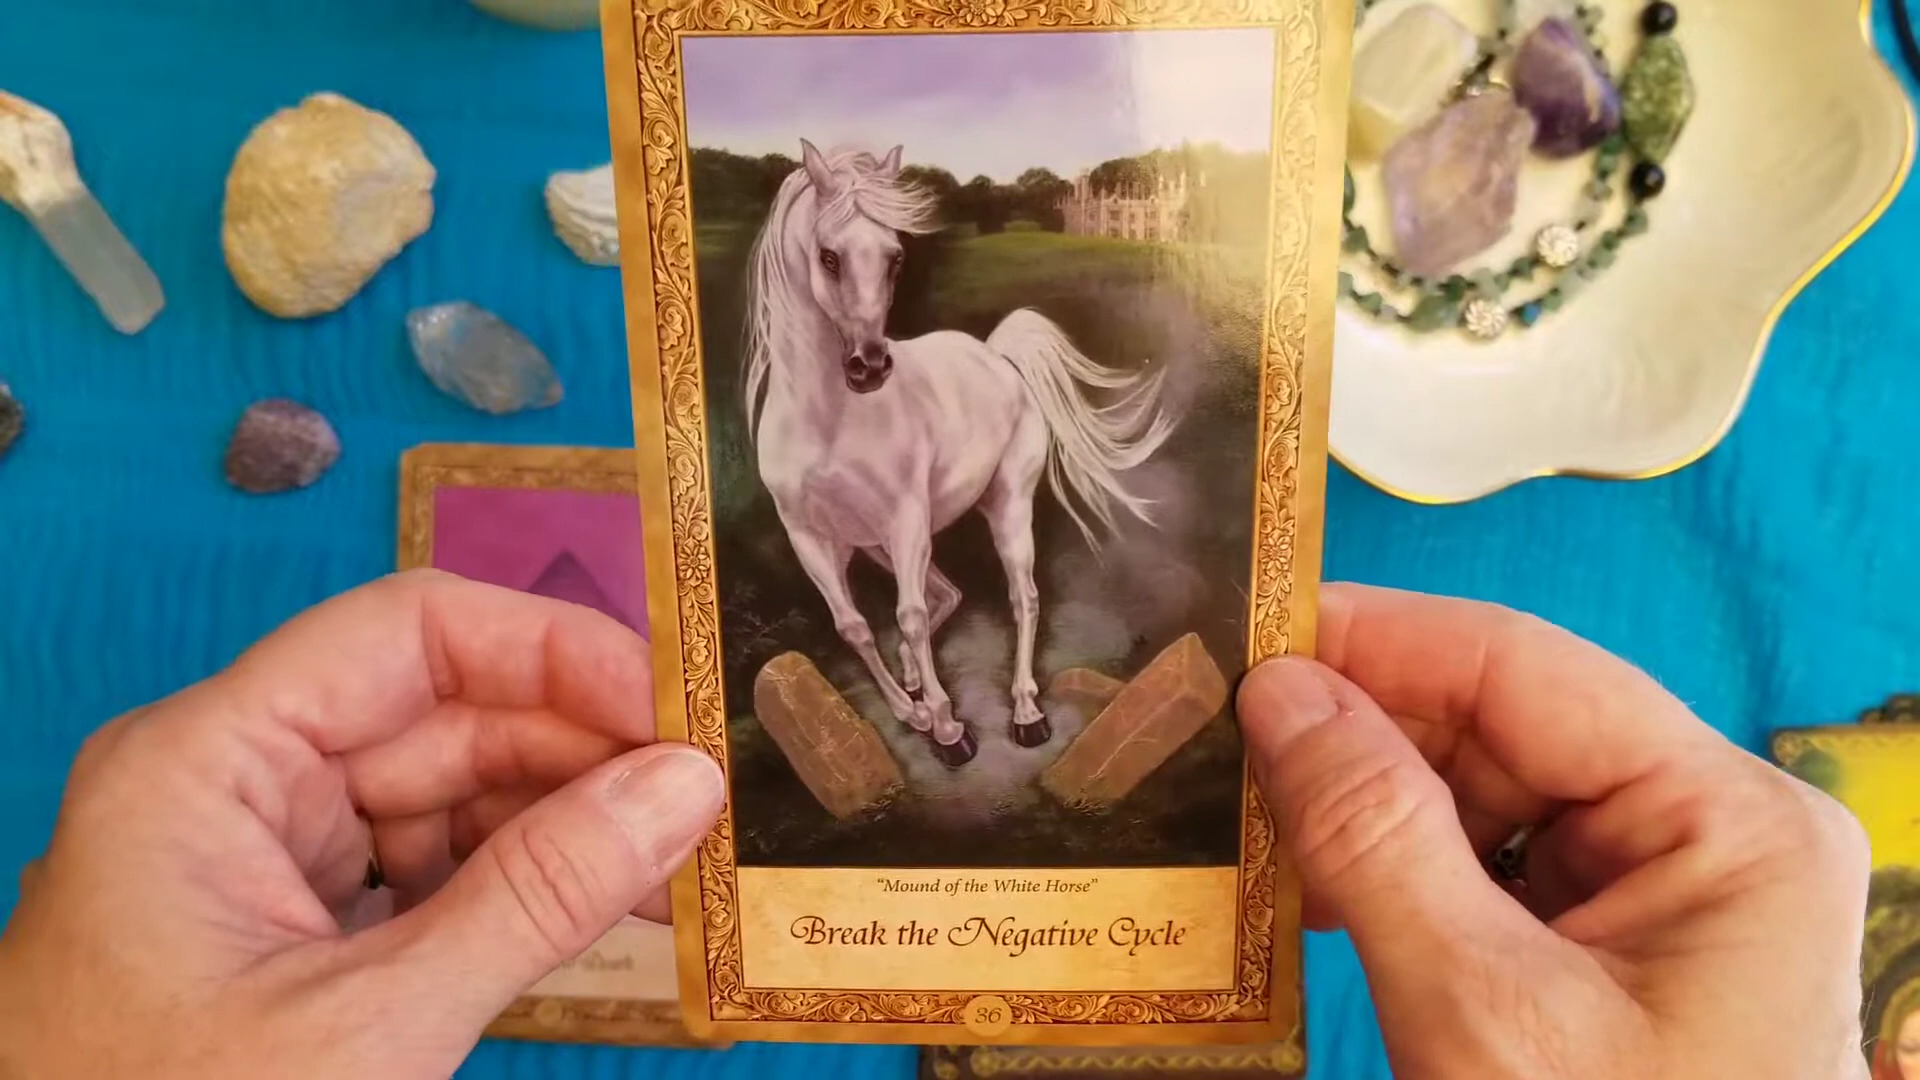 “Mound of the White Horse”
Break the Negative Cycle
36